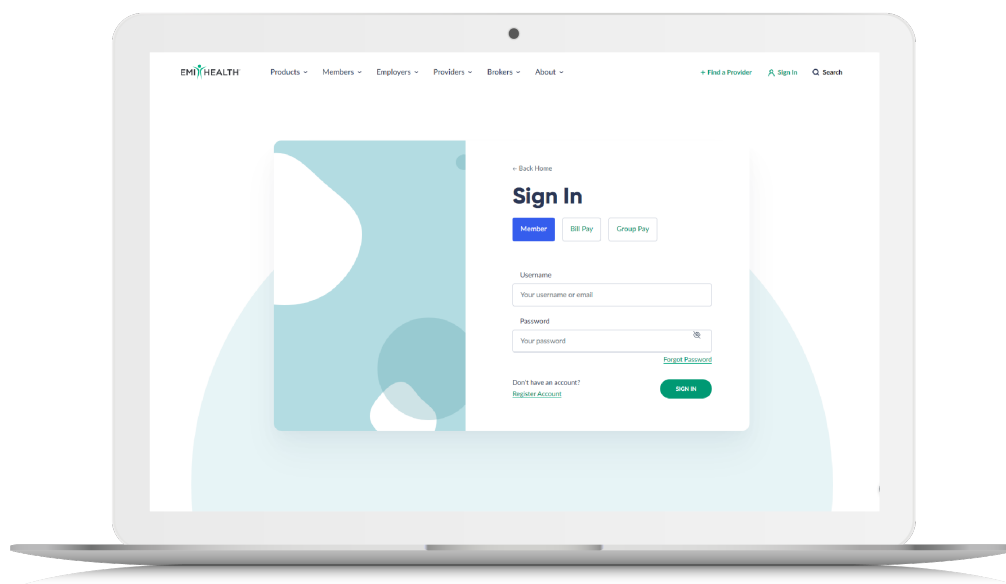 EMI HEALTH
Products Members Employers Providers Brokers About + Find a Provider Sign In Search
← Back Home
Sign In
Member Bill Pay Group Pay
Username
Your username or email
Password
Your password
Forgot Password
Don't have an account?
Register Account
SIGN IN